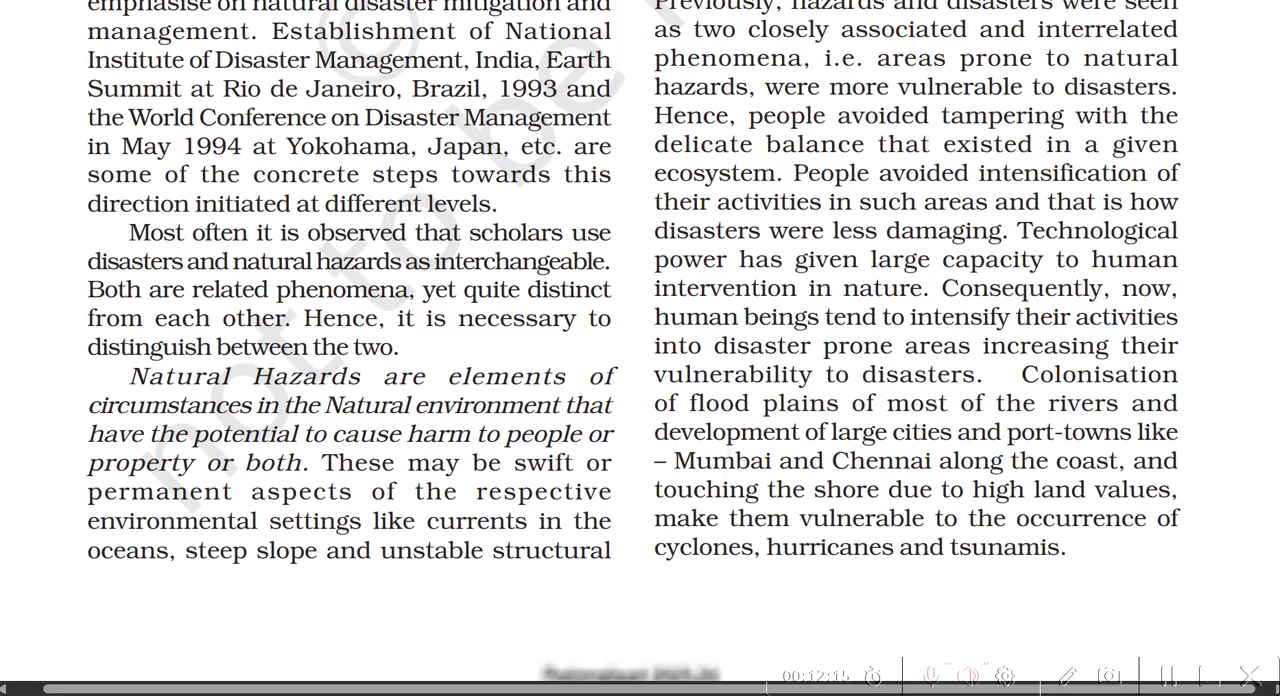 emphasise on natural disaster mitigation and
management. Establishment of National
Institute of Disaster Management, India, Earth
Summit at Rio de Janeiro, Brazil, 1993 and
the World Conference on Disaster Management
in May 1994 at Yokohama, Japan, etc. are
some of the concrete steps towards this
direction initiated at different levels.
Most often it is observed that scholars use
disasters and natural hazards as interchangeable.
Both are related phenomena, yet quite distinct
from each other. Hence, it is necessary to
distinguish between the two.
Natural Hazards are elements of
circumstances in the Natural environment that
have the potential to cause harm to people or
property or both. These may be swift or
permanent aspects of the respective
environmental settings like currents in the
oceans, steep slope and unstable structural
Previously, hazards and disasters were seen
as two closely associated and interrelated
phenomena, i.e. areas prone to natural
hazards, were more vulnerable to disasters.
Hence, people avoided tampering with the
delicate balance that existed in a given
ecosystem. People avoided intensification of
their activities in such areas and that is how
disasters were less damaging. Technological
power has given large capacity to human
intervention in nature. Consequently, now,
human beings tend to intensify their activities
into disaster prone areas increasing their
vulnerability to disasters. Colonisation
of flood plains of most of the rivers and
development of large cities and port-towns like
– Mumbai and Chennai along the coast, and
touching the shore due to high land values,
make them vulnerable to the occurrence of
cyclones, hurricanes and tsunamis.
©
not to be
00:12:15